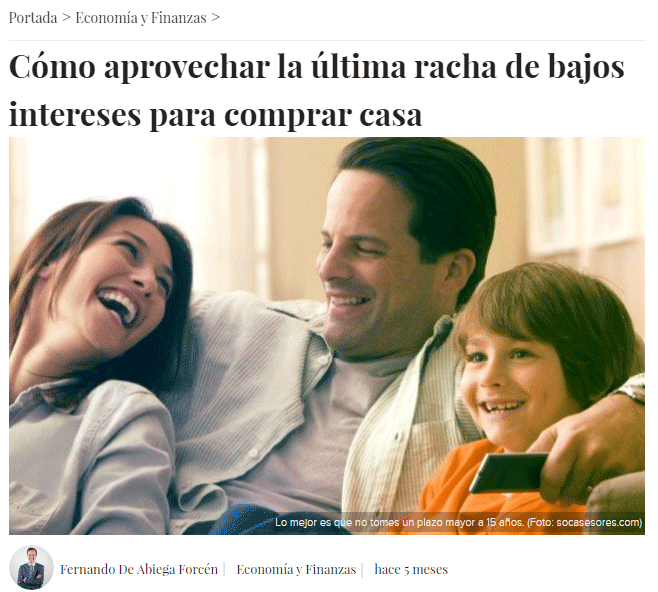 Portada > Economía y Finanzas >
Cómo aprovechar la última racha de bajos
intereses para comprar casa
Lo mejor es que no tomes un plazo mayor a 15 años. (Foto: socasesores.com)
Fernando De Abiega Forcén | Economía y Finanzas | hace 5 meses